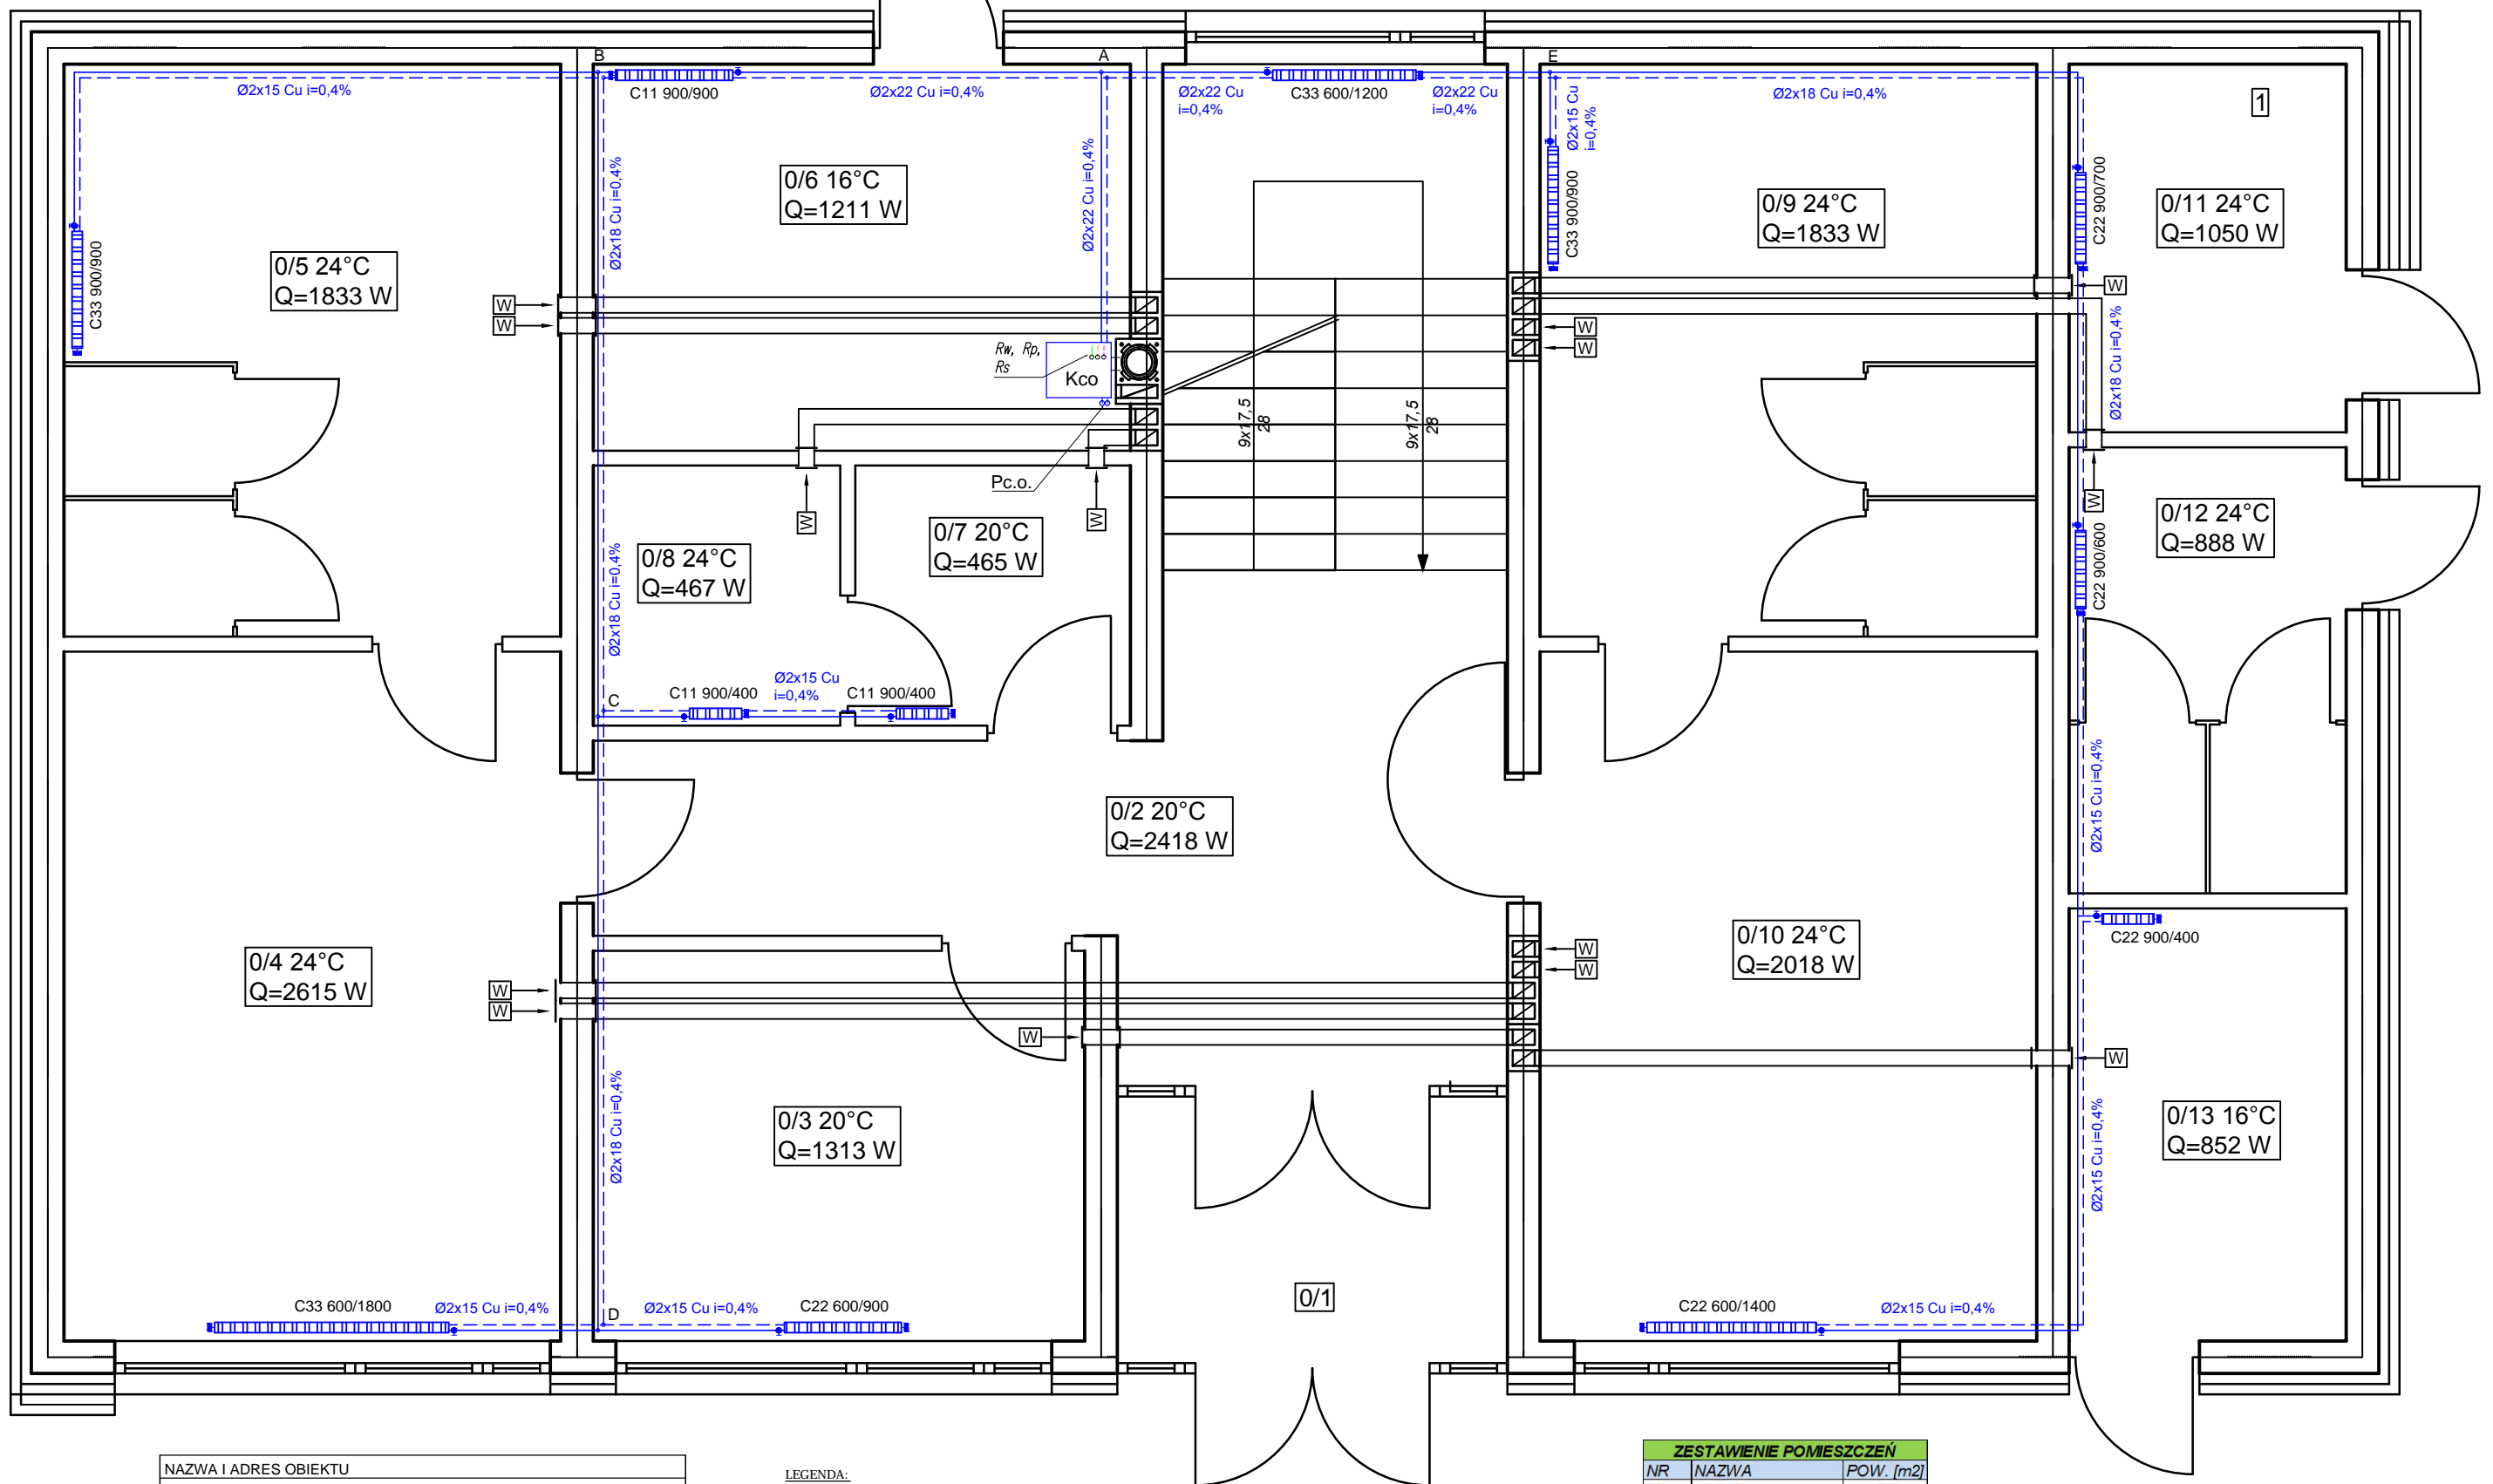 B
A
E
Ø2x15 Cu i=0,4%
C11 900/900
Ø2x22 Cu i=0,4%
Ø2x22 Cu
i=0,4%
C33 600/1200
Ø2x22 Cu
i=0,4%
Ø2x15 Cu
i=0,4%
Ø2x18 Cu i=0,4%
1
Ø2x18 Cu i=0,4%
0/6 16°C
Q=1211 W
Ø2x22 Cu i=0,4%
C33 900/900
0/9 24°C
Q=1833 W
C22 900/700
0/11 24°C
Q=1050 W
C33 900/900
0/5 24°C
Q=1833 W
W
W
W
W
W
Ø2x18 Cu i=0,4%
Rw, Rp,
Rs
Kco
9x17,5
28
9x17,5
28
Pc.o.
W
W
W
Ø2x18 Cu i=0,4%
0/8 24°C
Q=467 W
0/7 20°C
Q=465 W
C22 900/600
0/12 24°C
Q=888 W
C
C11 900/400
Ø2x15 Cu
i=0,4%
C11 900/400
Ø2x15 Cu i=0,4%
0/2 20°C
Q=2418 W
0/4 24°C
Q=2615 W
W
W
W
W
W
0/10 24°C
Q=2018 W
C22 900/400
W
Ø2x18 Cu i=0,4%
0/3 20°C
Q=1313 W
Ø2x15 Cu i=0,4%
0/13 16°C
Q=852 W
0/1
C33 600/1800
Ø2x15 Cu i=0,4%
D
Ø2x15 Cu i=0,4%
C22 600/900
C22 600/1400
Ø2x15 Cu i=0,4%
NAZWA I ADRES OBIEKTU
LEGENDA:
ZESTAWIENIE POMIESZCZEŃ
NR NAZWA POW. [m2]